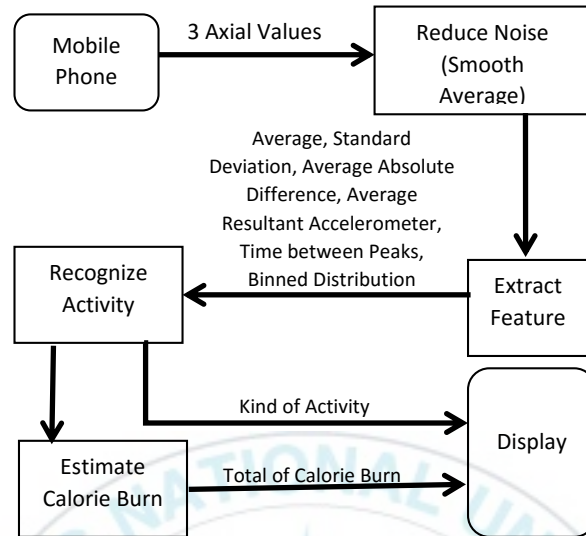 Mobile
Phone
3 Axial Values
Reduce Noise
(Smooth
Average)
Average, Standard
Deviation, Average Absolute
Difference, Average
Resultant Accelerometer,
Time between Peaks,
Binned Distribution
Recognize
Activity
Extract
Feature
Kind of Activity
Display
Estimate
Calorie Burn
Total of Calorie Burn
NATIONAL UN